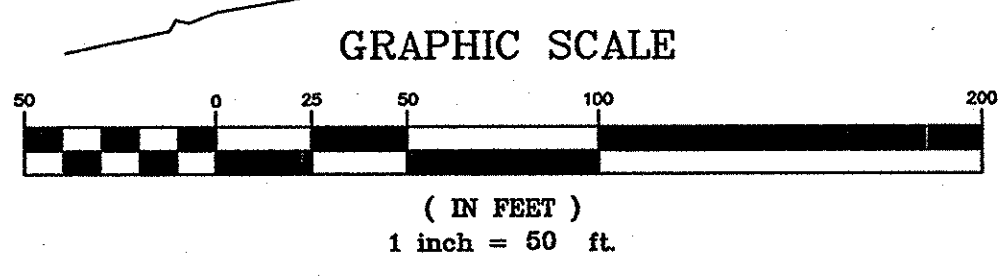 GRAPHIC SCALE
50 0 25 50 100 200
( IN FEET )
1 inch = 50 ft.